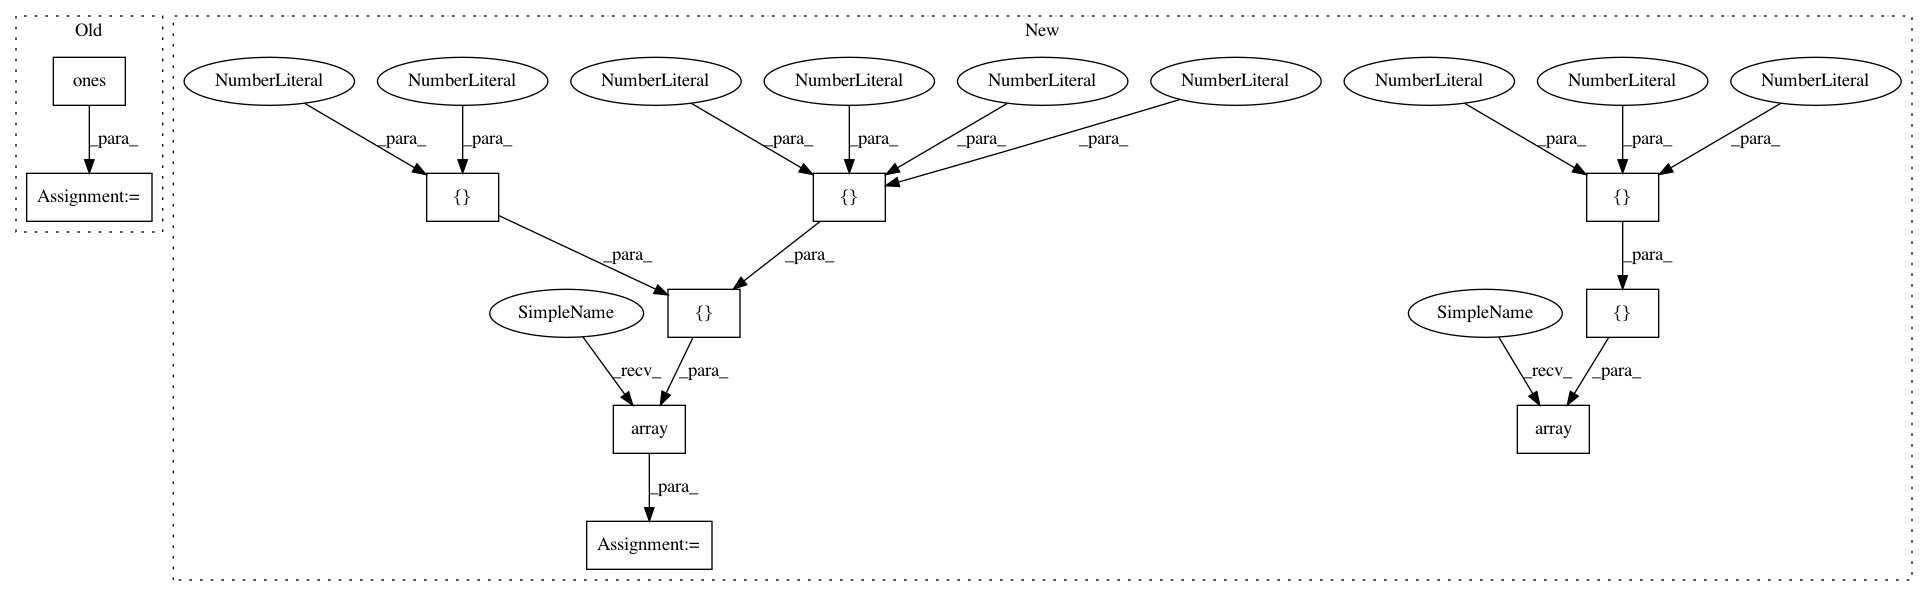 Old
New
ones
NumberLiteral
NumberLiteral
NumberLiteral
NumberLiteral
NumberLiteral
NumberLiteral
NumberLiteral
NumberLiteral
NumberLiteral
_para_
_para_
_para_
_para_
_para_
_para_
_para_
_para_
_para_
_para_
Assignment:=
{}
{}
{}
_para_
_para_
_para_
SimpleName
{}
SimpleName
{}
_recv_
_para_
_recv_
_para_
array
array
_para_
Assignment:=